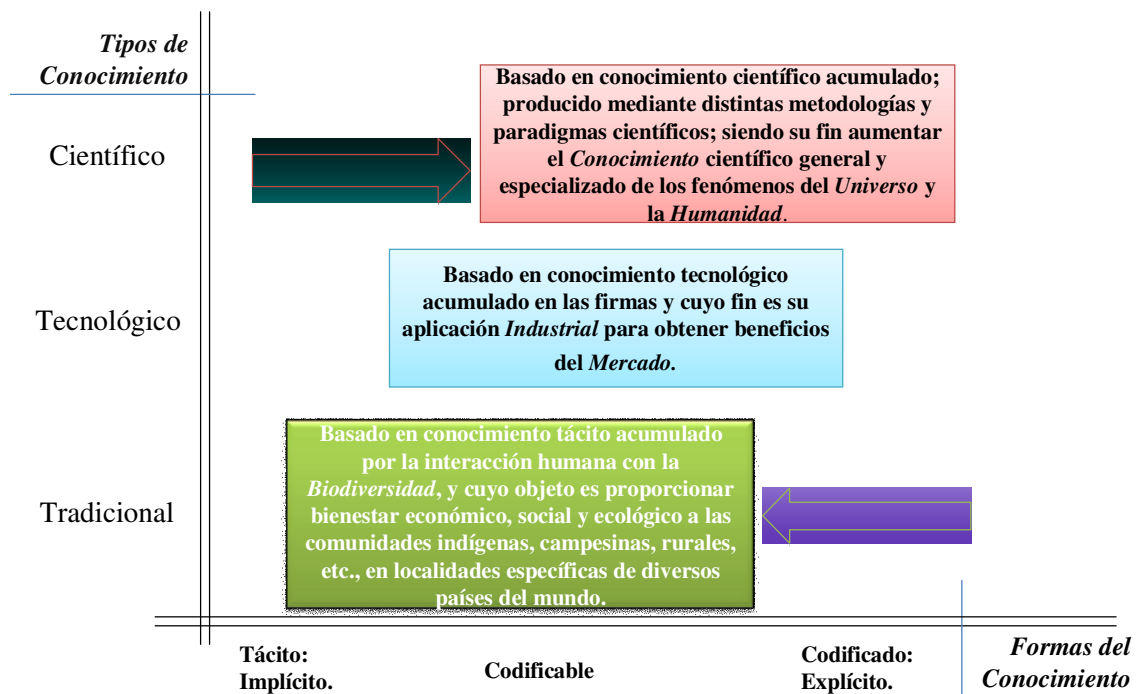 Tipos de
Conocimiento
Científico
Basado en conocimiento científico acumulado;
producido mediante distintas metodologías y
paradigmas científicos; siendo su fin aumentar
el Conocimiento científico general y
especializado de los fenómenos del Universo y
la Humanidad.
Tecnológico
Basado en conocimiento tecnológico
acumulado en las firmas y cuyo fin es su
aplicación Industrial para obtener beneficios
del Mercado.
Tradicional
Basado en conocimiento tácito acumulado
por la interacción humana con la
Biodiversidad, y cuyo objeto es proporcionar
bienestar económico, social y ecológico a las
comunidades indígenas, campesinas, rurales,
etc., en localidades específicas de diversos
países del mundo.
Tácito:
Implícito.
Codificable
Codificado:
Explícito.
Formas del
Conocimiento